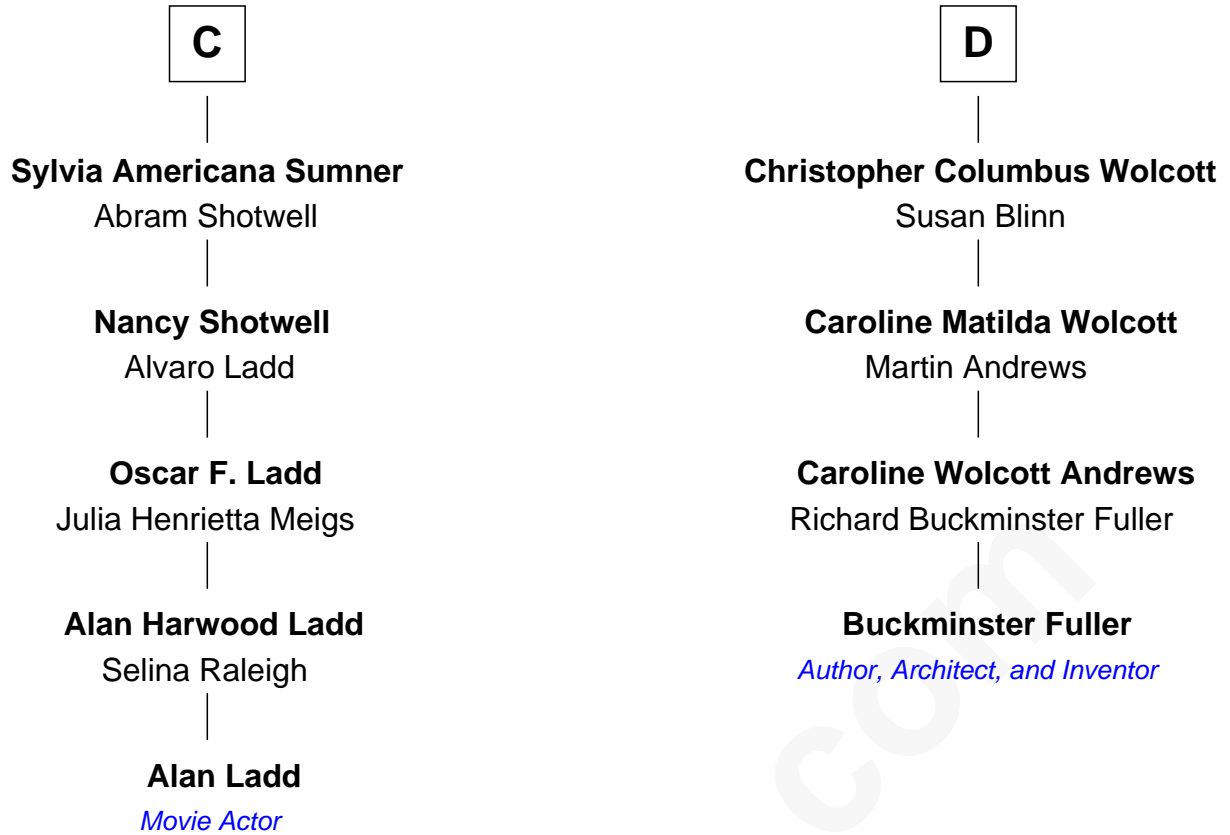 C
Sylvia Americana Sumner
Abram Shotwell
Nancy Shotwell
Alvaro Ladd
Oscar F. Ladd
Julia Henrietta Meigs
Alan Harwood Ladd
Selina Raleigh
Alan Ladd
Movie Actor
D
Christopher Columbus Wolcott
Susan Blinn
Caroline Matilda Wolcott
Martin Andrews
Caroline Wolcott Andrews
Richard Buckminster Fuller
Buckminster Fuller
Author, Architect, and Inventor
com